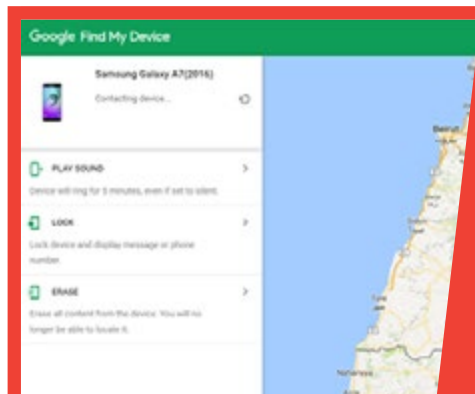 Google Find My Device
Samsung Galaxy A7(2016)
Contacting device...
PLAY SOUND
Device will ring for 5 minutes, even if set to silent.
LOCK
Lock device and display message or phone
number.
ERASE
Erase all content from the device. You will no
longer be able to locate it.
Beirut
Nahariyya